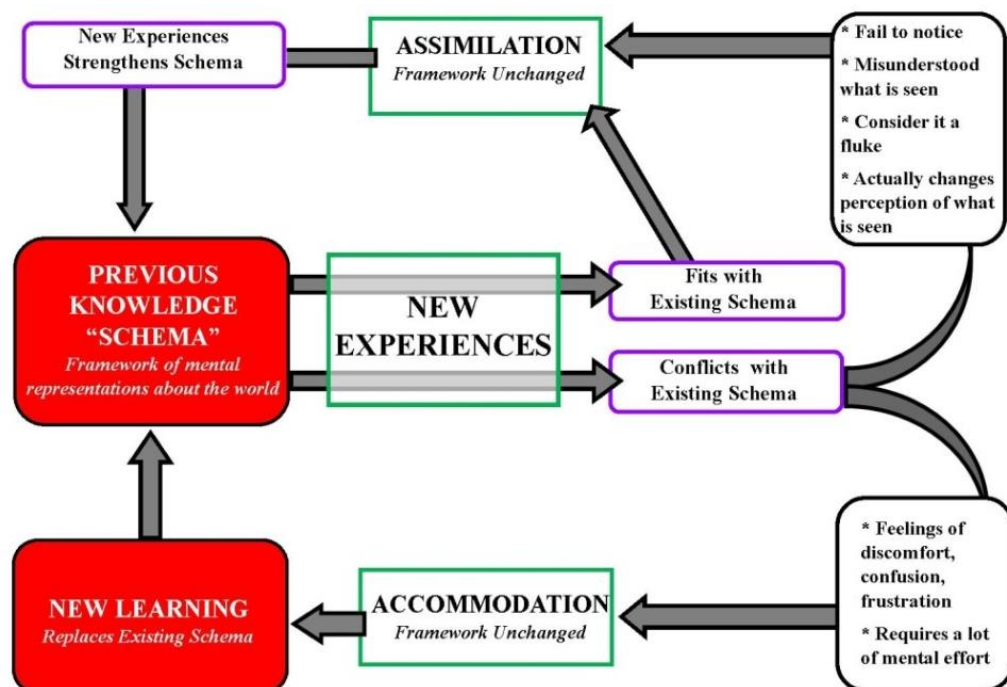 New Experiences
Strengthens Schema
ASSIMILATION
Framework Unchanged
* Fail to notice
* Misunderstood
what is seen
* Consider it a
fluke
* Actually changes
perception of what
is seen
PREVIOUS
KNOWLEDGE
“SCHEMA”
Framework of mental
representations about the world
NEW
EXPERIENCES
Fits with
Existing Schema
Conflicts with
Existing Schema
NEW LEARNING
Replaces Existing Schema
ACCOMMODATION
Framework Unchanged
* Feelings of
discomfort,
confusion,
frustration
* Requires a lot
of mental effort